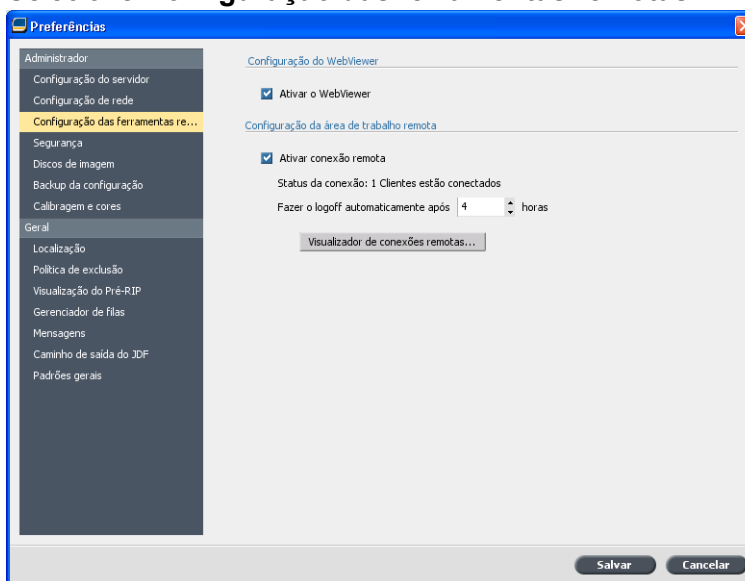 Preferências
Administrador
Configuração do servidor
Configuração de rede
Configuração das ferramentas re...
Segurança
Discos de imagem
Backup da configuração
Calibragem e cores
Geral
Localização
Política de exclusão
Visualização do Pré-RIP
Gerenciador de filas
Mensagens
Caminho de saída do JDF
Padrões gerais
Configuração do WebViewer
Ativar o WebViewer
Configuração da área de trabalho remota
Ativar conexão remota
Status da conexão: 1 Clientes estão conectados
Fazer o logoff automaticamente após 4 horas
Visualizador de conexões remotas...
Salvar Cancelar